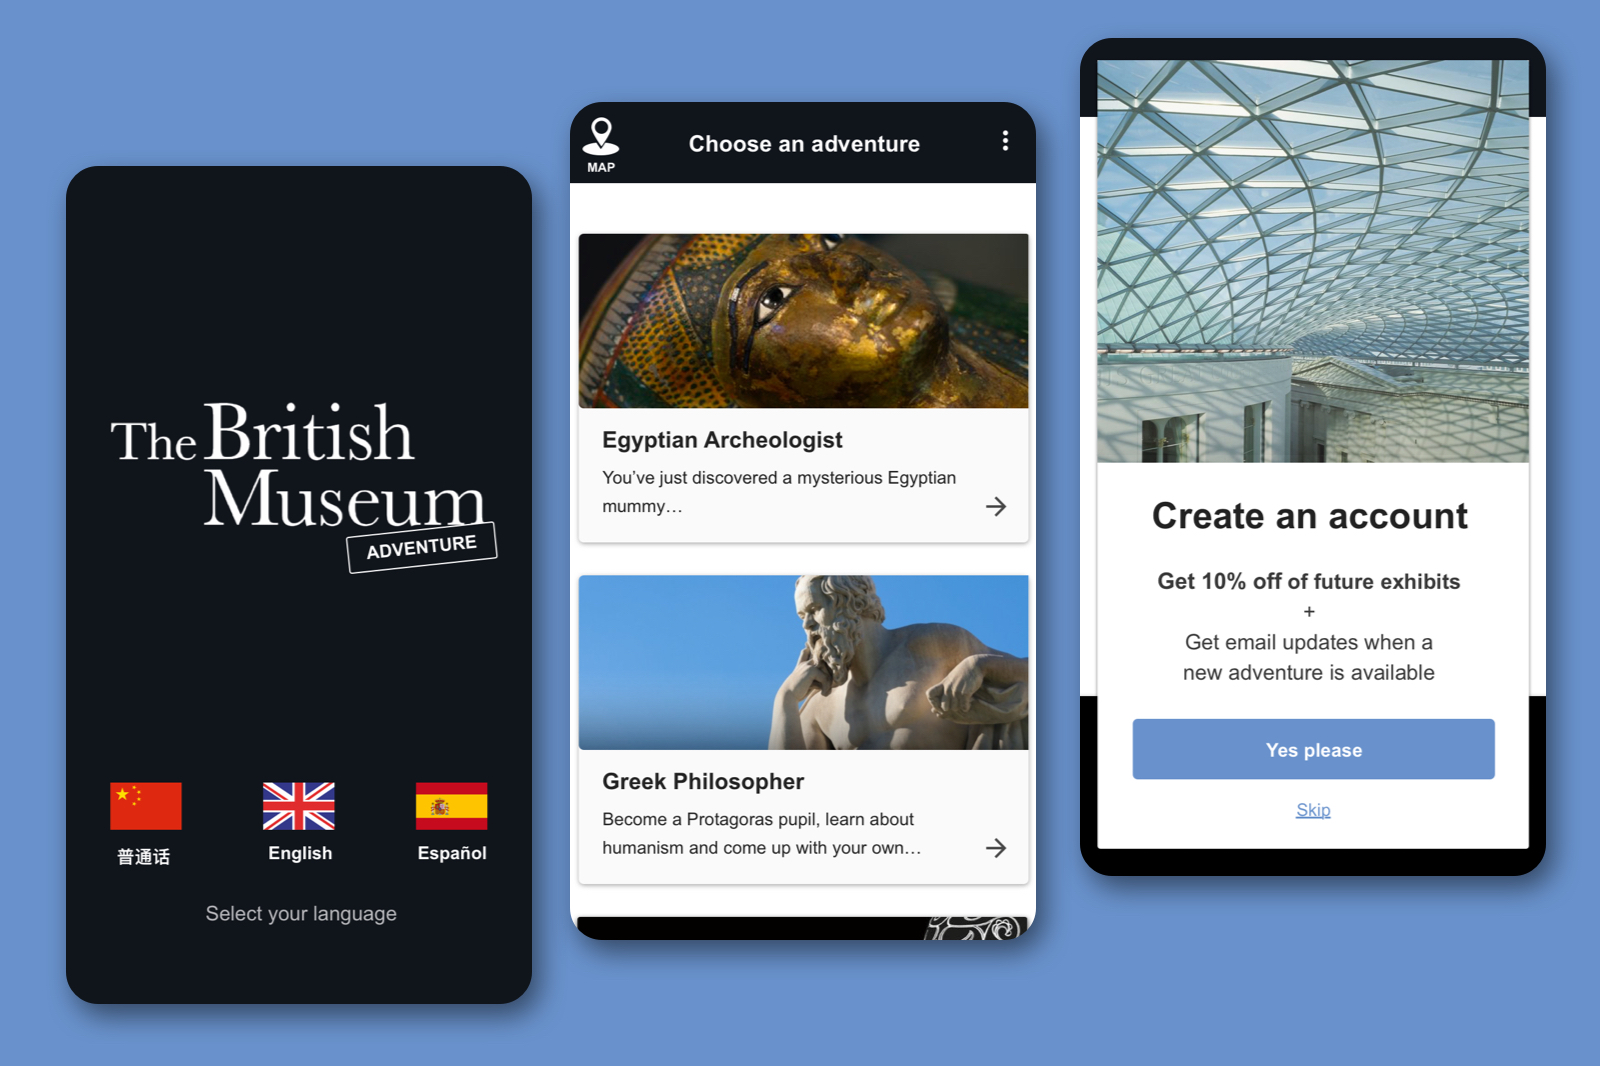 The British
Museum
ADVENTURE
普通话
English
Español
Select your language
MAP
Choose an adventure
Egyptian Archeologist
You’ve just discovered a mysterious Egyptian
mummy…
Greek Philosopher
Become a Protagoras pupil, learn about
humanism and come up with your own…
Create an account
Get 10% off of future exhibits
+
Get email updates when a
new adventure is available
Yes please
Skip